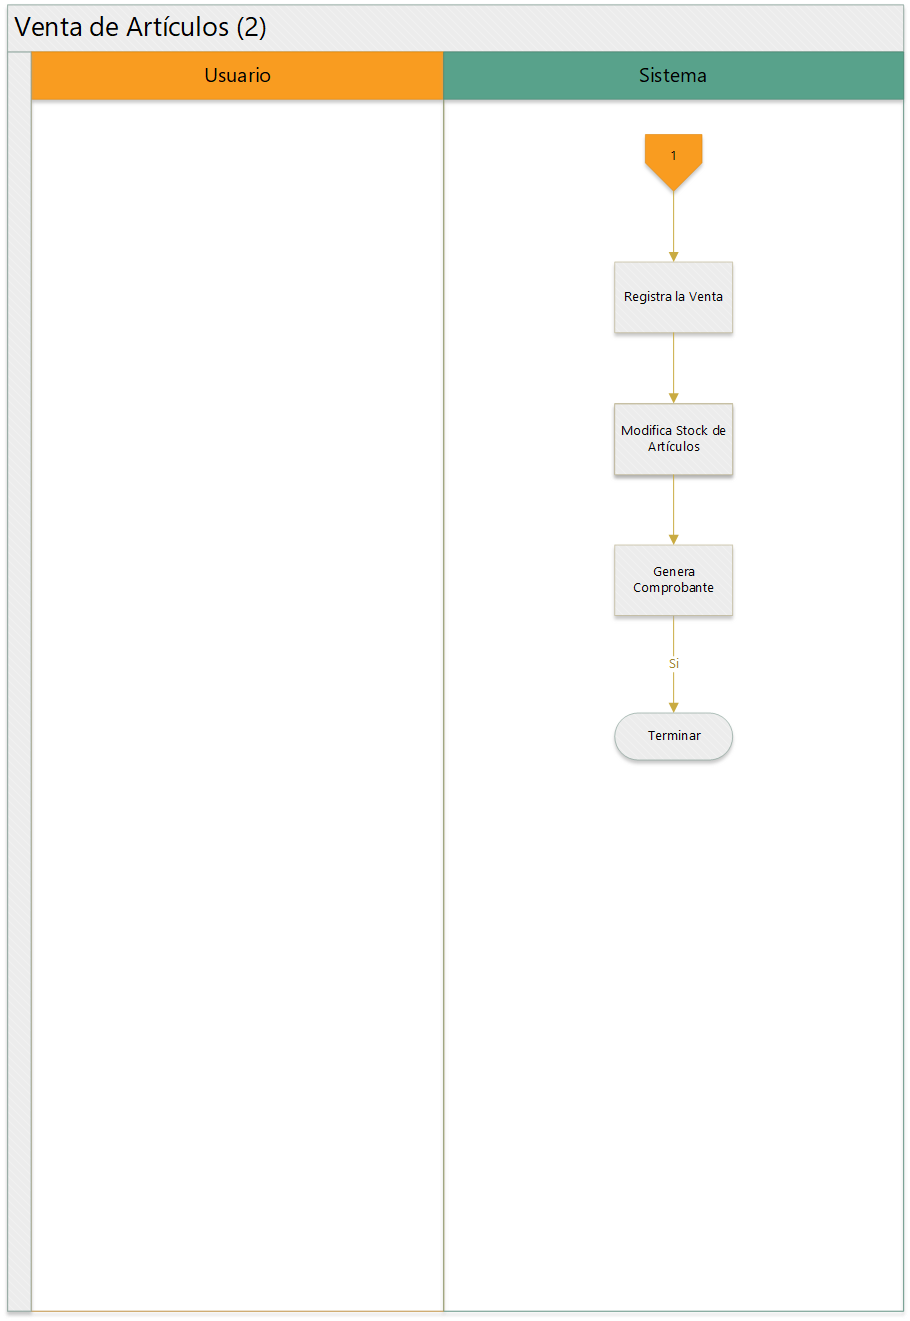 Venta de Artículos (2)
Usuario
Sistema
1
Registra la Venta
Modifica Stock de
Artículos
Genera
Comprobante
Si
Terminar